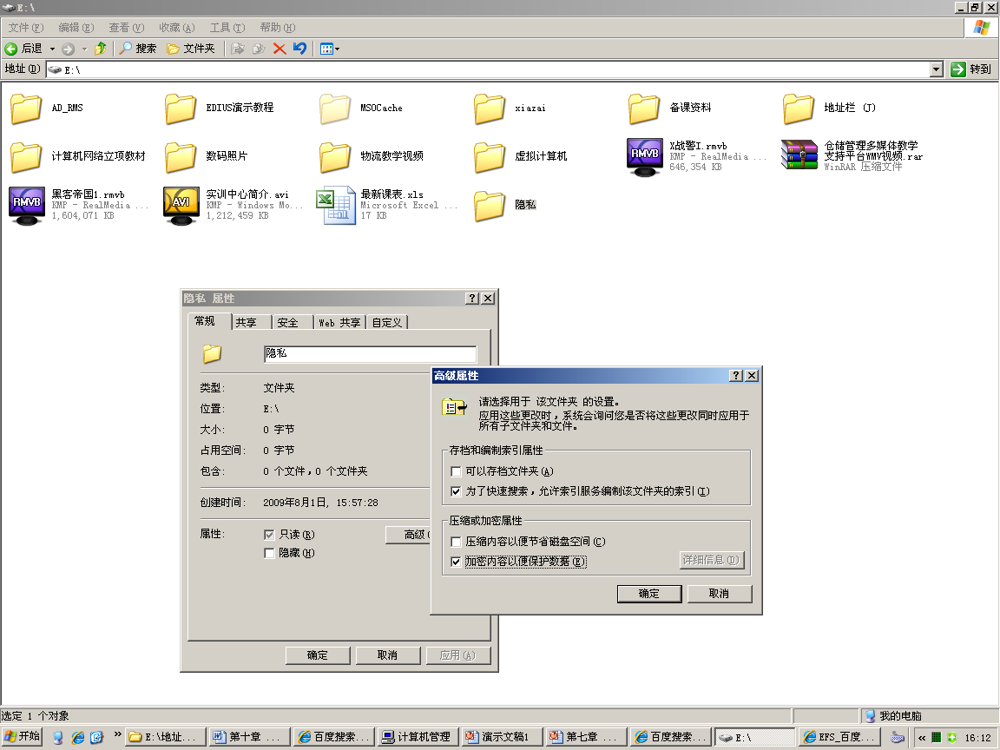 E:\
文件(F) 编辑(E) 查看(V) 收藏(A) 工具(T) 帮助(H)
后退 搜索 文件夹
地址(D) E:\ 转到
AD_RMS
EDIUS演示教程
MSOCache
xiazai
备课资料
地址栏 (J)
计算机网络立项教材
数码照片
物流教学视频
虚拟计算机
X战警I.rmvb
KMP - RealMedia ...
646,354 KB
仓储管理多媒体教学
支持平台WMV视频.rar
WinRAR 压缩文件
黑客帝国1.rmvb
KMP - RealMedia ...
1,604,071 KB
实训中心简介.avi
KMP - Windows Mo...
1,212,459 KB
最新课表.xls
Microsoft Excel ...
17 KB
隐私
隐私 属性
常规 共享 安全 Web 共享 自定义
隐私
类型: 文件夹
位置: E:\
大小: 0 字节
占用空间: 0 字节
包含: 0 个文件,0 个文件夹
创建时间: 2009年8月1日, 15:57:28
属性: 只读(R) 高级(
隐藏(H)
确定 取消 应用(A)
高级属性
请选择用于 该文件夹 的设置。
应用这些更改时,系统会询问您是否将这些更改同时应用于
所有子文件夹和文件。
存档和编制索引属性
可以存档文件夹(A)
为了快速搜索,允许索引服务编制该文件夹的索引(I)
压缩或加密属性
压缩内容以便节省磁盘空间(C)
加密内容以便保护数据(E) 详细信息(D)
确定 取消
选定 1 个对象 我的电脑
开始 E:\地址... 第十章 ... 百度搜索... 计算机管理 演示文稿1 第七章 ... 百度搜索... E:\ EFS_百度... 16:12